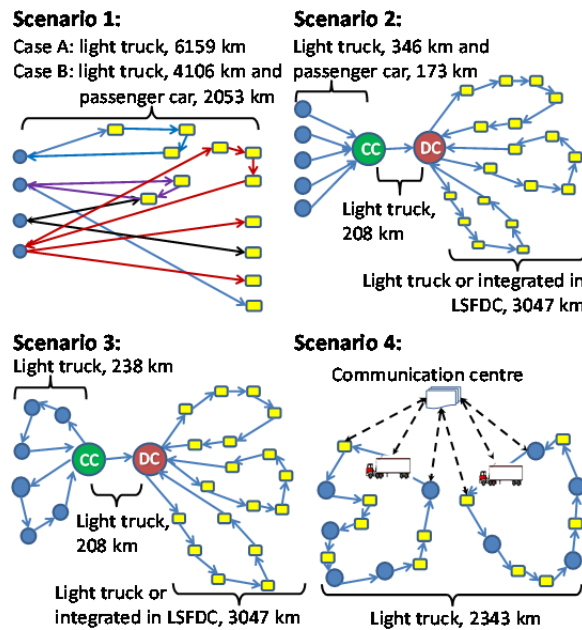 Scenario 1:
Case A: light truck, 6159 km
Case B: light truck, 4106 km and
passenger car, 2053 km
Scenario 2:
Light truck, 346 km and
passenger car, 173 km
CC
DC
Light truck,
208 km
Light truck or integrated in
LSFDC, 3047 km
Scenario 3:
Light truck, 238 km
CC
DC
Light truck,
208 km
Light truck or
integrated in LSFDC, 3047 km
Scenario 4:
Communication centre
Light truck, 2343 km